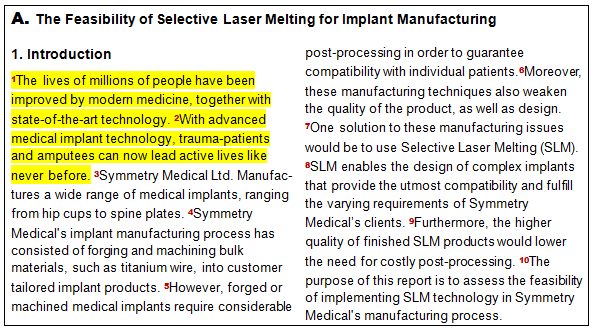 A. The Feasibility of Selective Laser Melting for Implant Manufacturing
1. Introduction
1The lives of millions of people have been
improved by modern medicine, together with
state-of-the-art technology. 2With advanced
medical implant technology, trauma-patients
and amputees can now lead active lives like
never before. 3Symmetry Medical Ltd. Manufac-
tures a wide range of medical implants, ranging
from hip cups to spine plates. 4Symmetry
Medical's implant manufacturing process has
consisted of forging and machining bulk
materials, such as titanium wire, into customer
tailored implant products. 5However, forged or
machined medical implants require considerable
post-processing in order to guarantee
compatibility with individual patients.6Moreover,
these manufacturing techniques also weaken
the quality of the product, as well as design.
7One solution to these manufacturing issues
would be to use Selective Laser Melting (SLM).
8SLM enables the design of complex implants
that provide the utmost compatibility and fulfill
the varying requirements of Symmetry
Medical's clients. 9Furthermore, the higher
quality of finished SLM products would lower
the need for costly post-processing. 10The
purpose of this report is to assess the feasibility
of implementing SLM technology in Symmetry
Medical's manufacturing process.